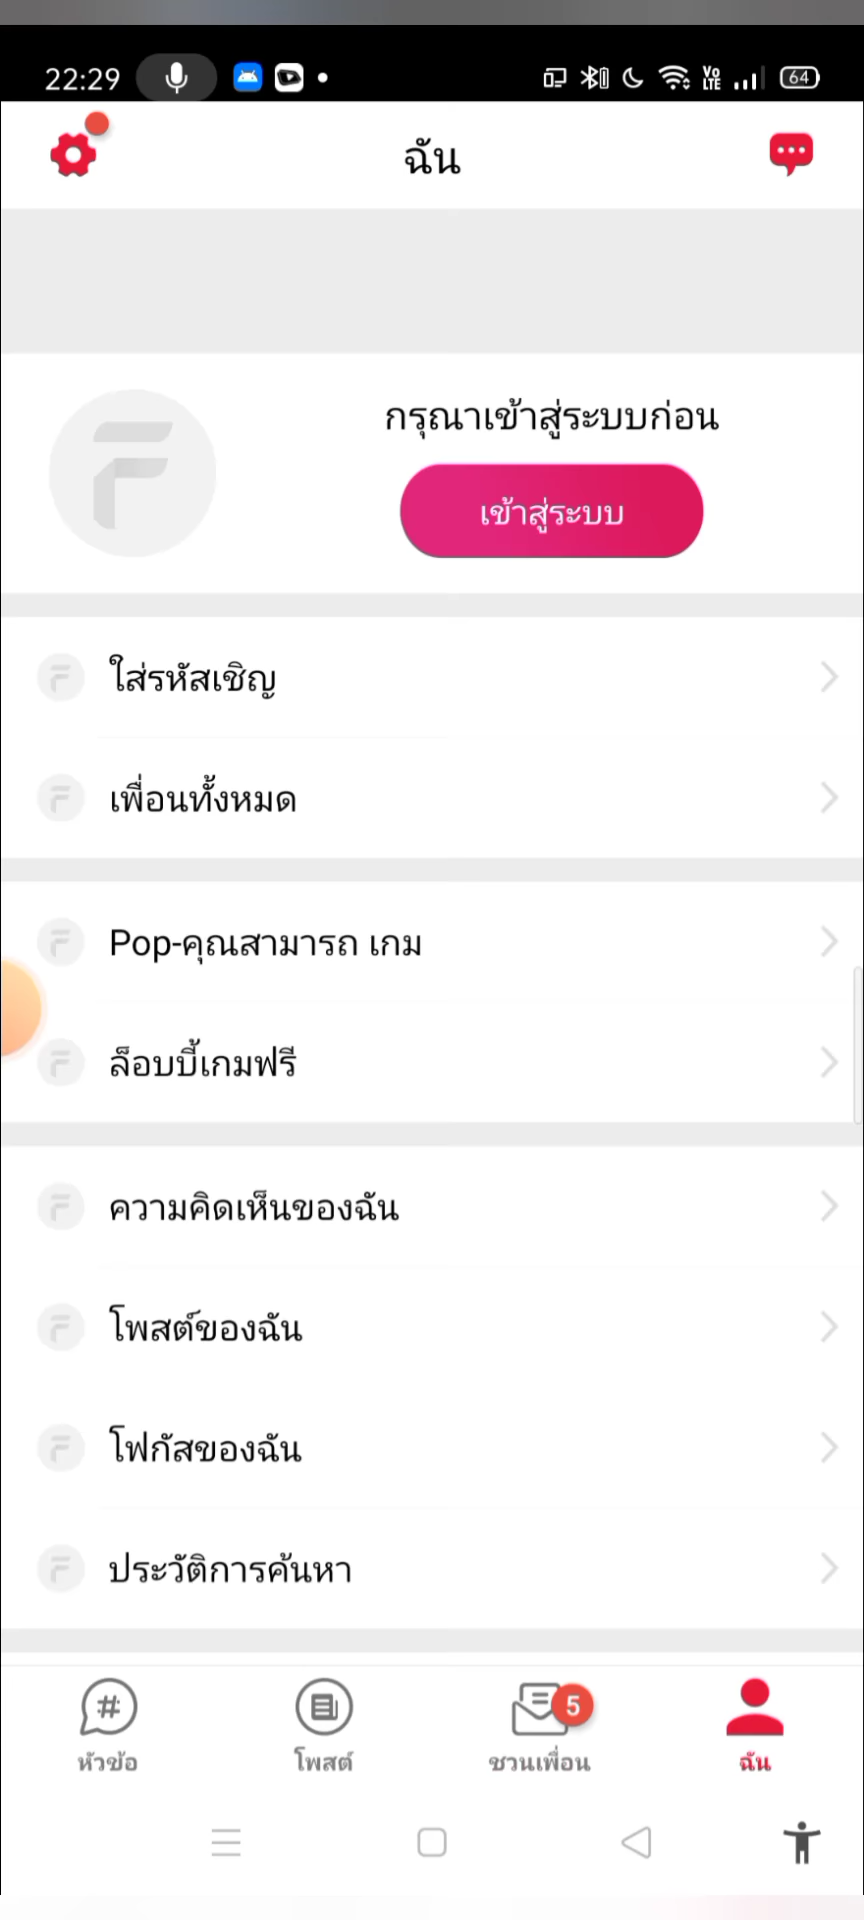 22:29
Vo LTE
64
ฉัน
กรุณาเข้าสู่ระบบก่อน
เข้าสู่ระบบ
ใส่รหัสเชิญ
เพื่อนทั้งหมด
Pop-คุณสามารถ เกม
ล็อบบี้เกมฟรี
ความคิดเห็นของฉัน
โพสต์ของฉัน
โฟกัสของฉัน
ประวัติการค้นหา
5
หัวข้อ
โพสต์
ชวนเพื่อน
ฉัน